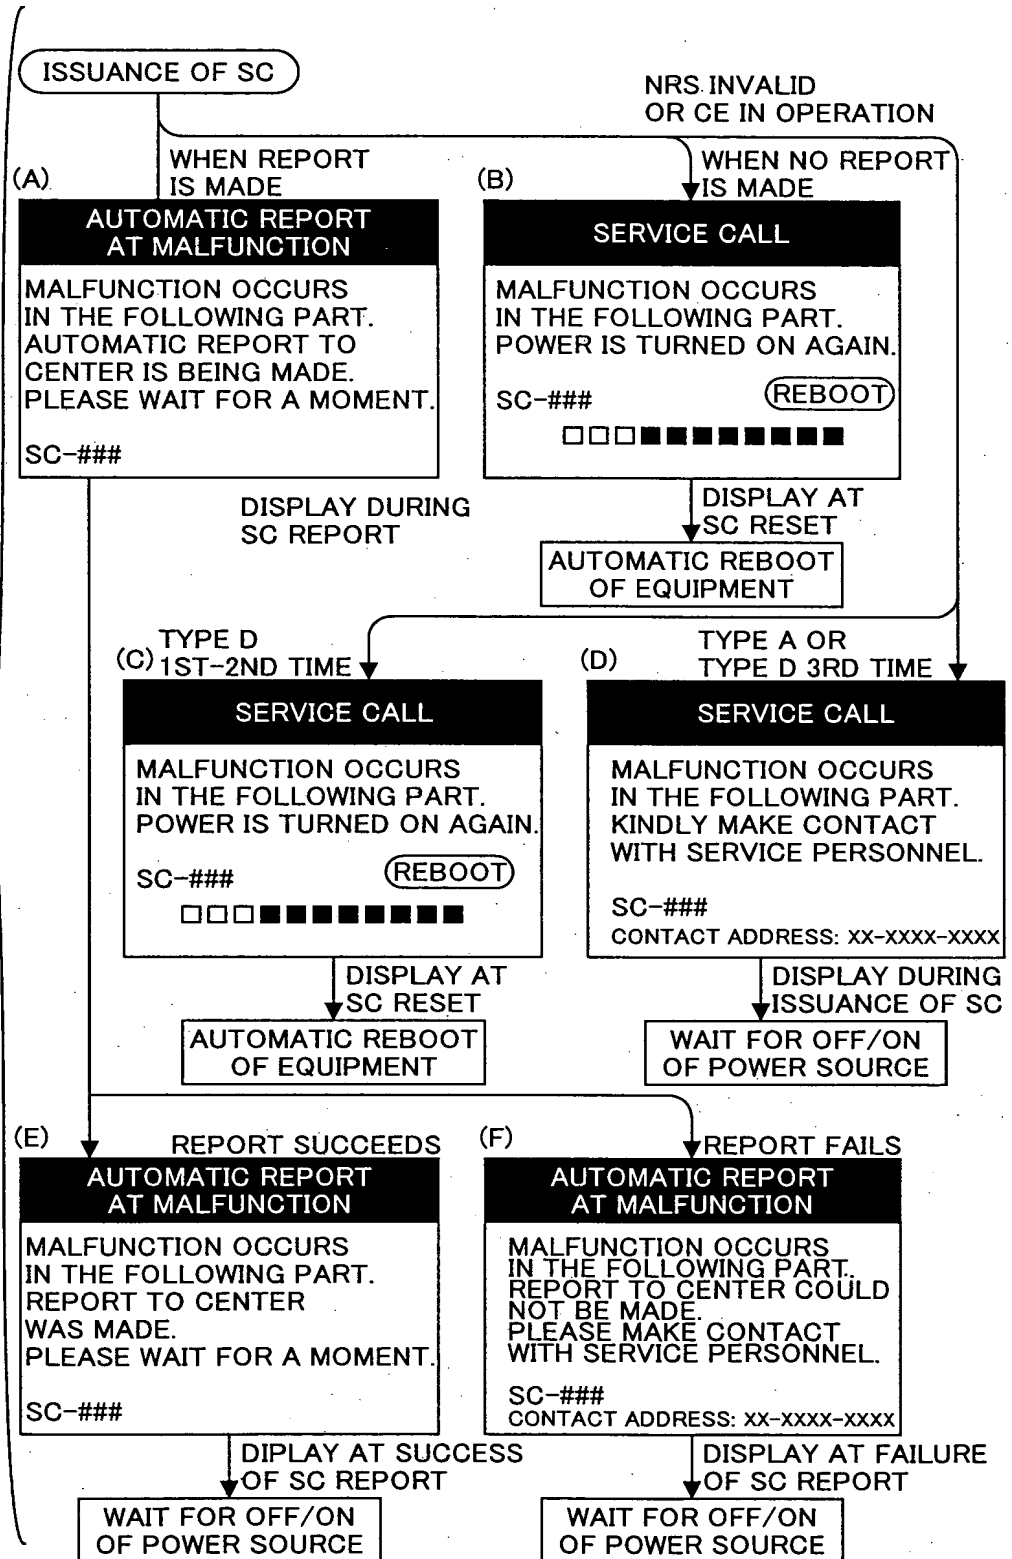 ISSUANCE OF SC
NRS INVALID
OR CE IN OPERATION
(A)
WHEN REPORT
IS MADE
AUTOMATIC REPORT
AT MALFUNCTION
MALFUNCTION OCCURS
IN THE FOLLOWING PART.
AUTOMATIC REPORT TO
CENTER IS BEING MADE.
PLEASE WAIT FOR A MOMENT.
SC-###
DISPLAY DURING
SC REPORT
(B)
WHEN NO REPORT
IS MADE
SERVICE CALL
MALFUNCTION OCCURS
IN THE FOLLOWING PART.
POWER IS TURNED ON AGAIN.
SC-###
REBOOT
DISPLAY AT
SC RESET
AUTOMATIC REBOOT
OF EQUIPMENT
(C)
TYPE D
1ST-2ND TIME
SERVICE CALL
MALFUNCTION OCCURS
IN THE FOLLOWING PART.
POWER IS TURNED ON AGAIN.
SC-###
REBOOT
DISPLAY AT
SC RESET
AUTOMATIC REBOOT
OF EQUIPMENT
(D)
TYPE A OR
TYPE D 3RD TIME
SERVICE CALL
MALFUNCTION OCCURS
IN THE FOLLOWING PART.
KINDLY MAKE CONTACT
WITH SERVICE PERSONNEL.
SC-###
CONTACT ADDRESS: XX-XXXX-XXXX
DISPLAY DURING
ISSUANCE OF SC
WAIT FOR OFF/ON
OF POWER SOURCE
(E)
REPORT SUCCEEDS
AUTOMATIC REPORT
AT MALFUNCTION
MALFUNCTION OCCURS
IN THE FOLLOWING PART.
REPORT TO CENTER
WAS MADE.
PLEASE WAIT FOR A MOMENT.
SC-###
DIPLAY AT SUCCESS
OF SC REPORT
WAIT FOR OFF/ON
OF POWER SOURCE
(F)
REPORT FAILS
AUTOMATIC REPORT
AT MALFUNCTION
MALFUNCTION OCCURS
IN THE FOLLOWING PART.
REPORT TO CENTER COULD
NOT BE MADE.
PLEASE MAKE CONTACT
WITH SERVICE PERSONNEL.
SC-###
CONTACT ADDRESS: XX-XXXX-XXXX
DISPLAY AT FAILURE
OF SC REPORT
WAIT FOR OFF/ON
OF POWER SOURCE